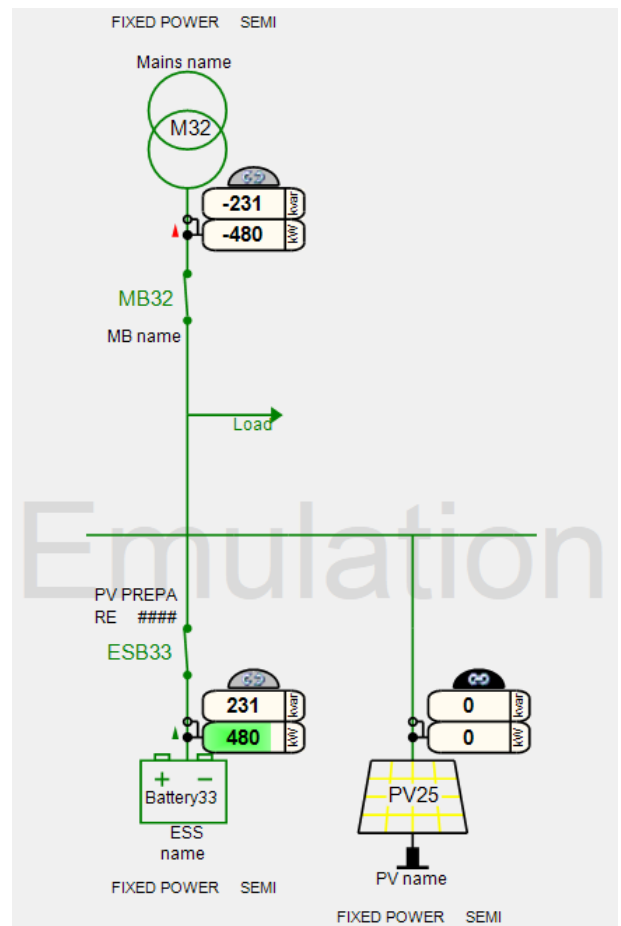 FIXED POWER SEMI
Mains name
M32
-231 kvar
-480 kW
MB32
MB name
Load
Emulation
PV PREPA
RE ####
ESB33
231 kvar
480 kW
0 kvar
0 kW
+ −
Battery33
PV25
ESS
name
PV name
FIXED POWER SEMI
FIXED POWER SEMI